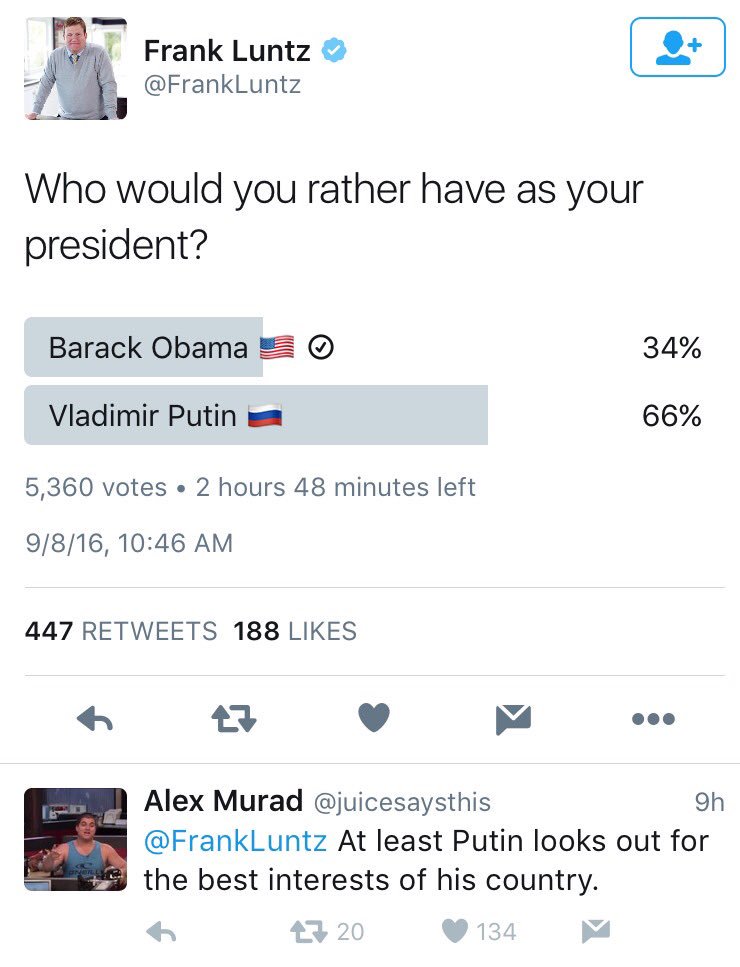 Frank Luntz
@FrankLuntz
Who would you rather have as your
president?
Barack Obama 🇺🇸 34%
Vladimir Putin 🇷🇺 66%
5,360 votes • 2 hours 48 minutes left
9/8/16, 10:46 AM
447 RETWEETS 188 LIKES
Alex Murad @juicesaysthis 9h
@FrankLuntz At least Putin looks out for
the best interests of his country.
20 134